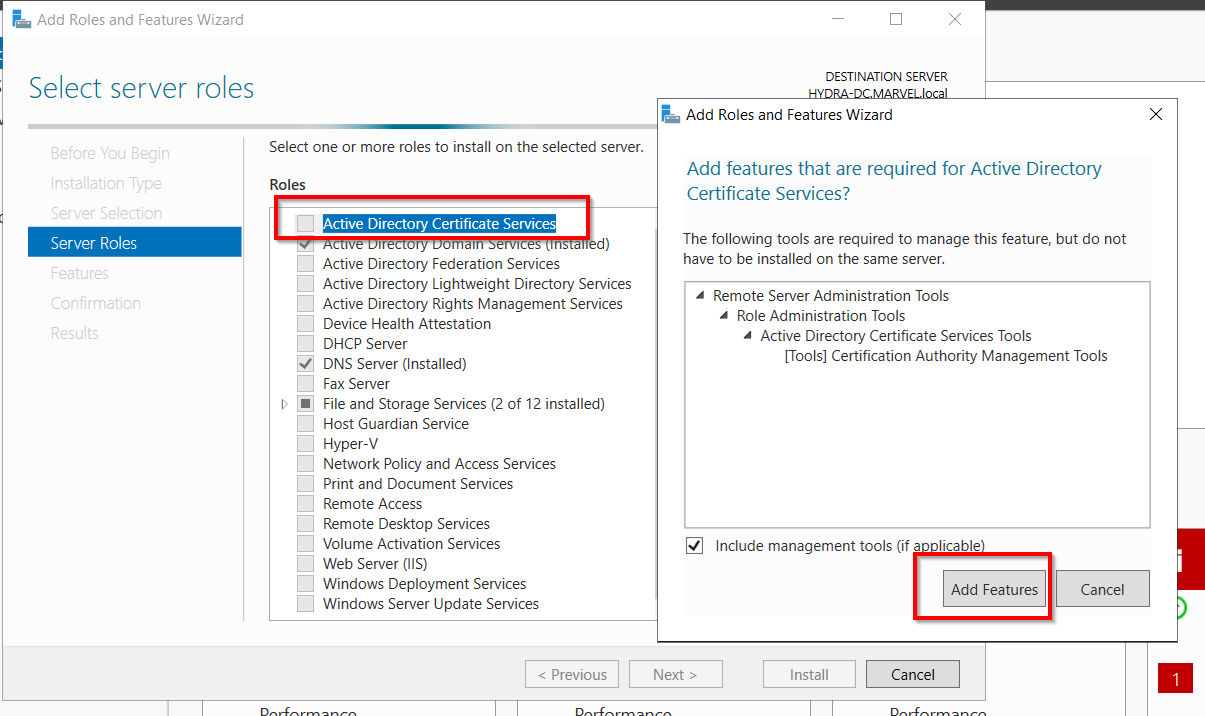 Add Roles and Features Wizard
Select server roles
DESTINATION SERVER
HYDRA-DC.MARVEL.local
Before You Begin
Installation Type
Server Selection
Server Roles
Features
Confirmation
Results
Select one or more roles to install on the selected server.
Roles
Active Directory Certificate Services
Active Directory Domain Services (Installed)
Active Directory Federation Services
Active Directory Lightweight Directory Services
Active Directory Rights Management Services
Device Health Attestation
DHCP Server
DNS Server (Installed)
Fax Server
File and Storage Services (2 of 12 installed)
Host Guardian Service
Hyper-V
Network Policy and Access Services
Print and Document Services
Remote Access
Remote Desktop Services
Volume Activation Services
Web Server (IIS)
Windows Deployment Services
Windows Server Update Services
< Previous
Next >
Install
Cancel
Add Roles and Features Wizard
Add features that are required for Active Directory
Certificate Services?
The following tools are required to manage this feature, but do not
have to be installed on the same server.
Remote Server Administration Tools
Role Administration Tools
Active Directory Certificate Services Tools
[Tools] Certification Authority Management Tools
Include management tools (if applicable)
Add Features
Cancel
1
Performance
Performance
Performance